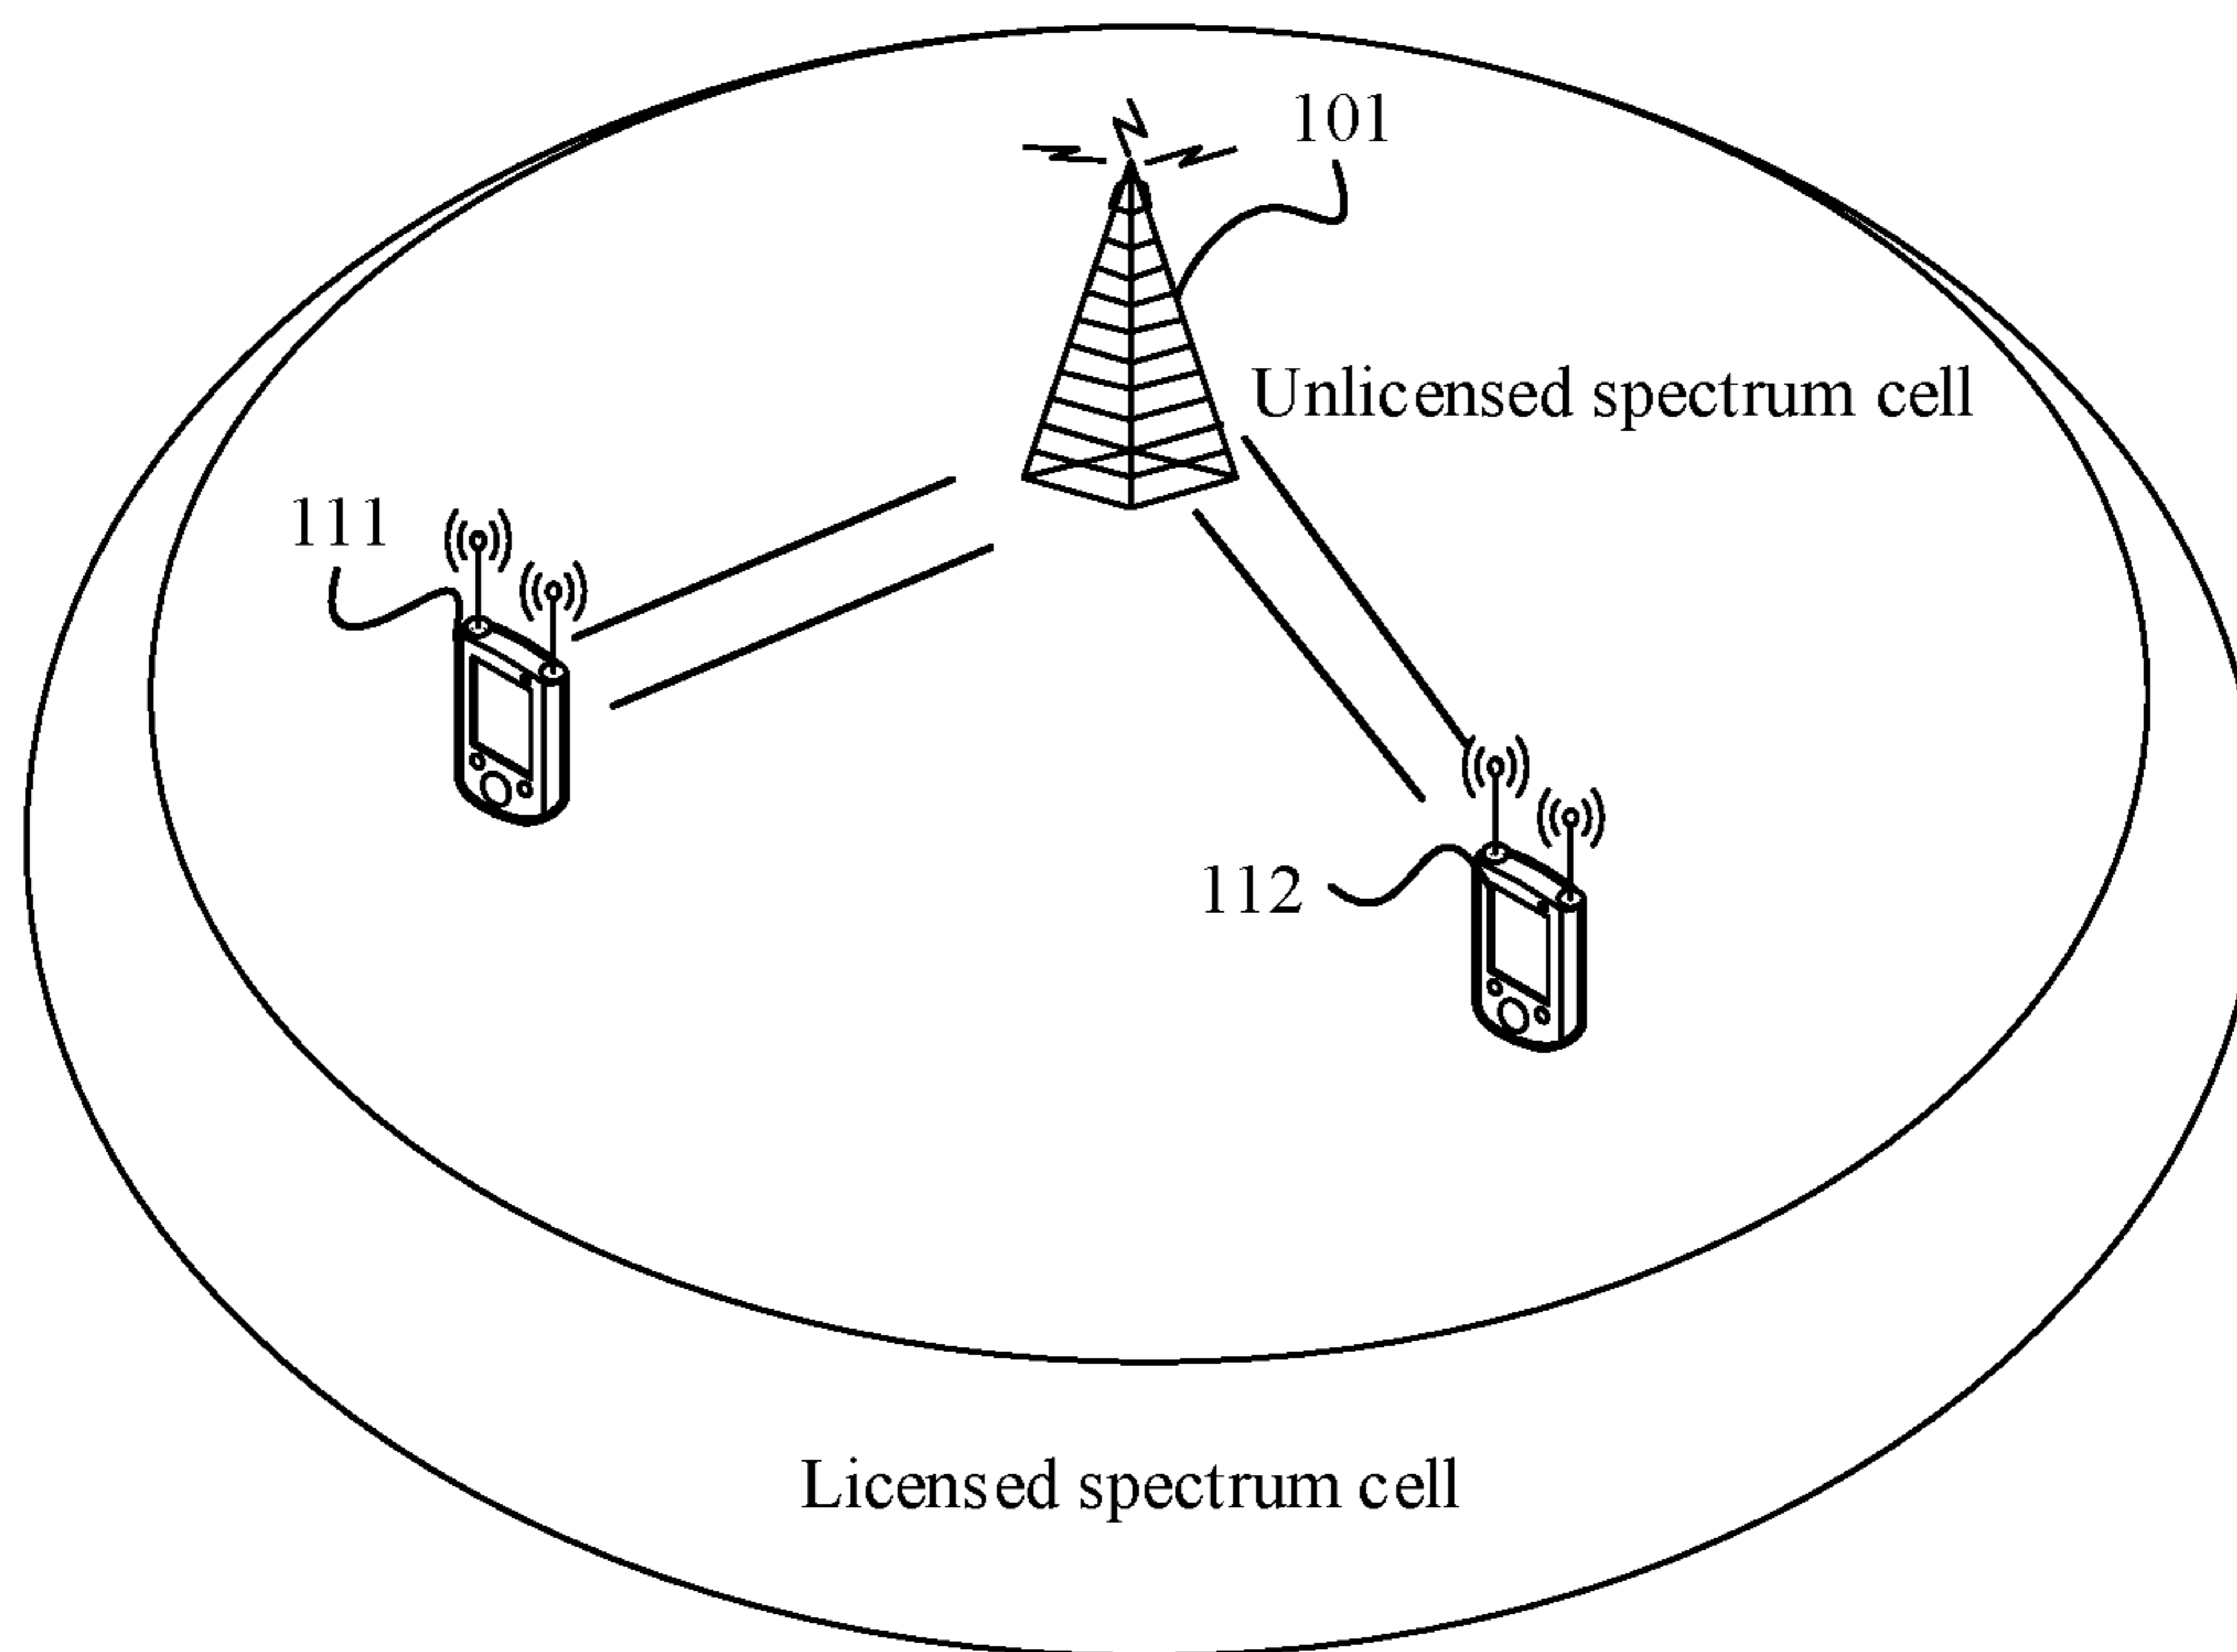 101
Unlicensed spectrum cell
111
112
Licensed spectrum cell